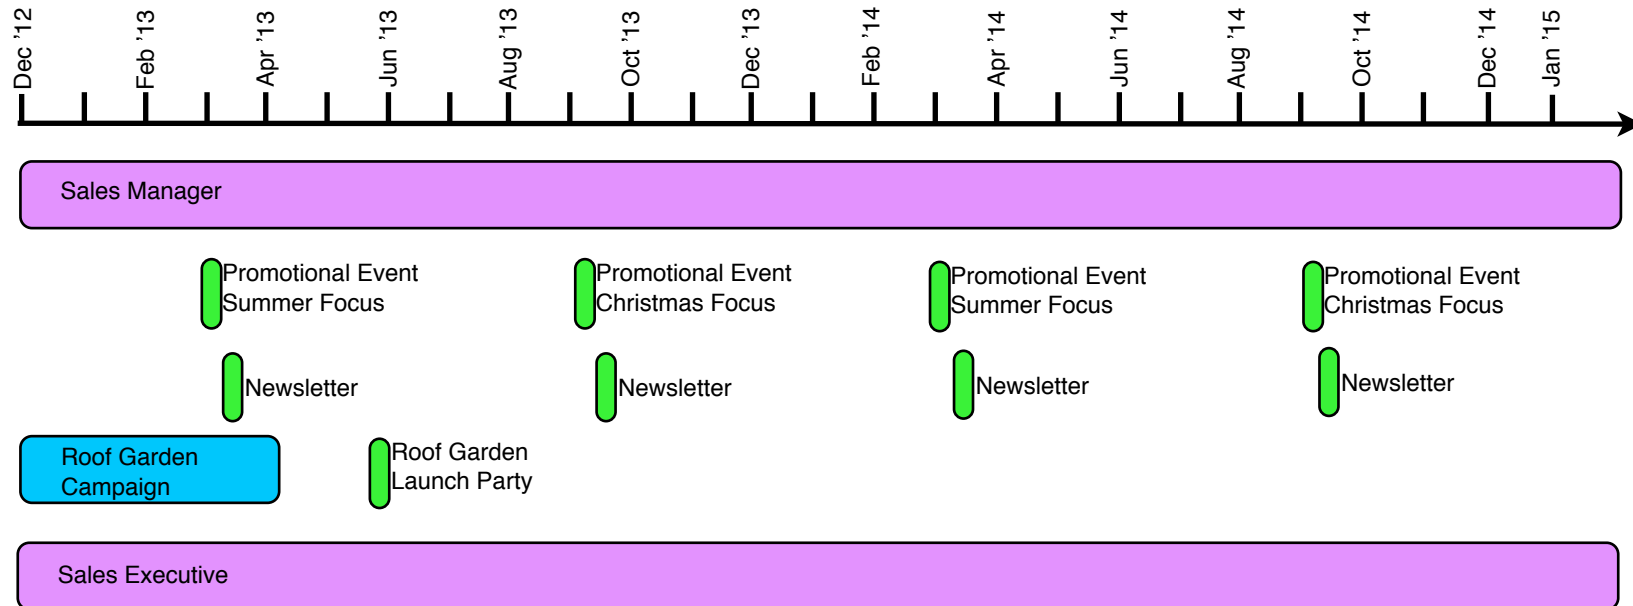 Dec ’12
Feb ’13
Apr ’13
Jun ’13
Aug ’13
Oct ’13
Dec ’13
Feb ’14
Apr ’14
Jun ’14
Aug ’14
Oct ’14
Dec ’14
Jan ’15
Sales Manager
Promotional Event
Summer Focus
Promotional Event
Christmas Focus
Promotional Event
Summer Focus
Promotional Event
Christmas Focus
Newsletter
Newsletter
Newsletter
Newsletter
Roof Garden
Campaign
Roof Garden
Launch Party
Sales Executive